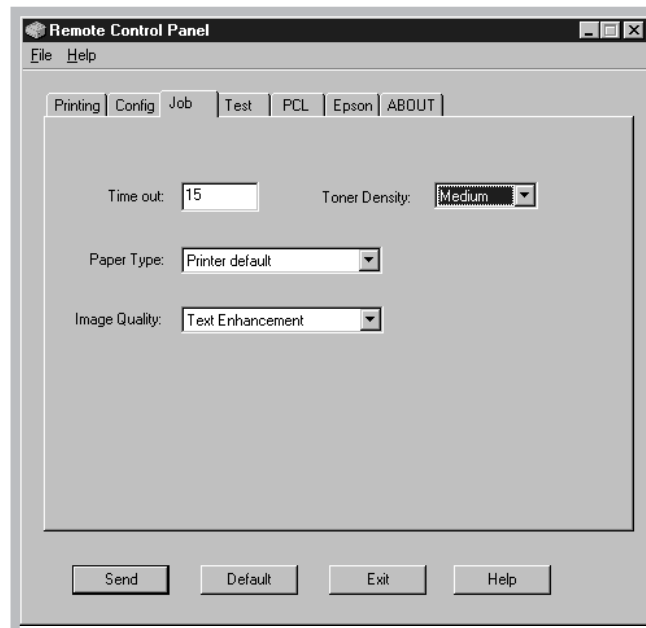 Remote Control Panel
File Help
Printing Config Job Test PCL Epson ABOUT
Time out: 15 Toner Density: Medium
Paper Type: Printer default
Image Quality: Text Enhancement
Send Default Exit Help